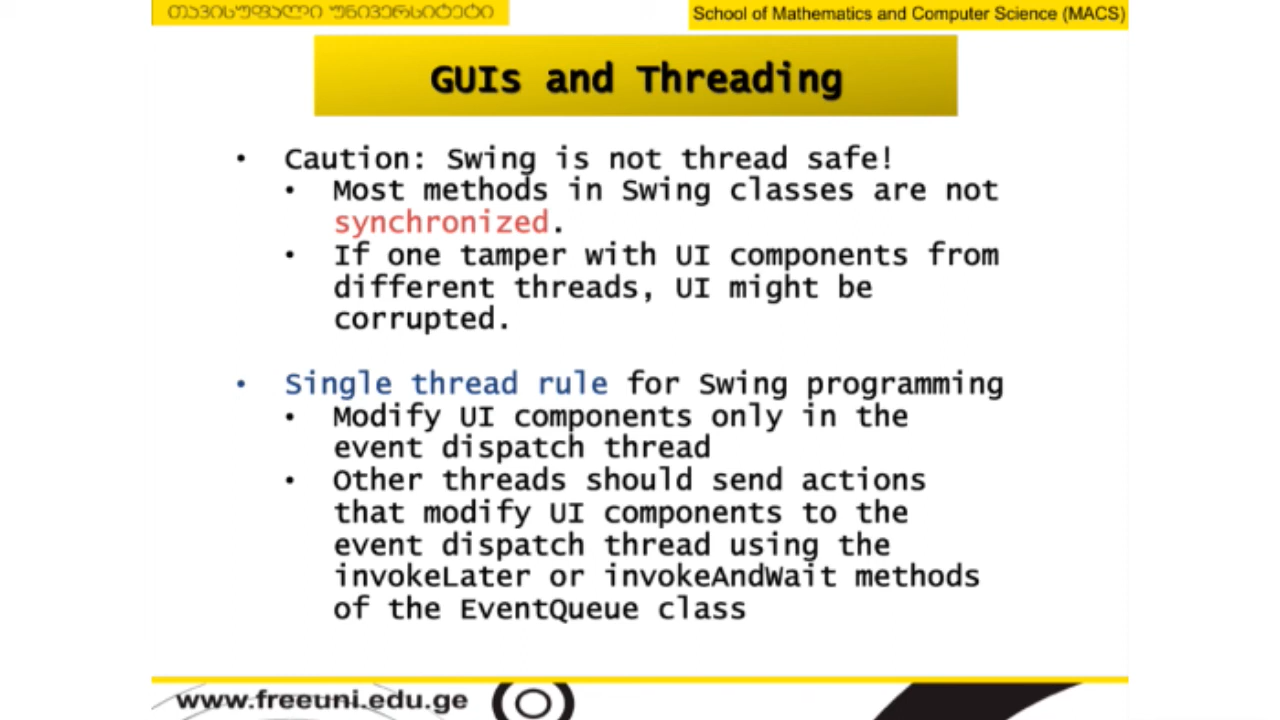 თავისუფალი უნივერსიტეტი
School of Mathematics and Computer Science (MACS)
GUIs and Threading
• Caution: Swing is not thread safe!
• Most methods in Swing classes are not
synchronized.
• If one tamper with UI components from
different threads, UI might be
corrupted.
• Single thread rule for Swing programming
• Modify UI components only in the
event dispatch thread
• Other threads should send actions
that modify UI components to the
event dispatch thread using the
invokeLater or invokeAndWait methods
of the EventQueue class
www.freeuni.edu.ge